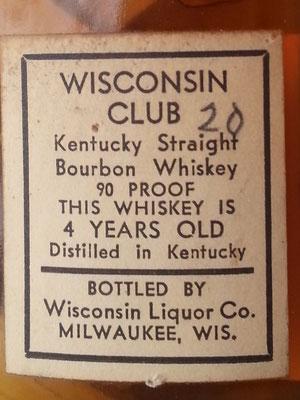 WISCONSIN
CLUB 20
Kentucky Straight
Bourbon Whiskey
90 PROOF
THIS WHISKEY IS
4 YEARS OLD
Distilled in Kentucky
BOTTLED BY
Wisconsin Liquor Co.
MILWAUKEE, WIS.